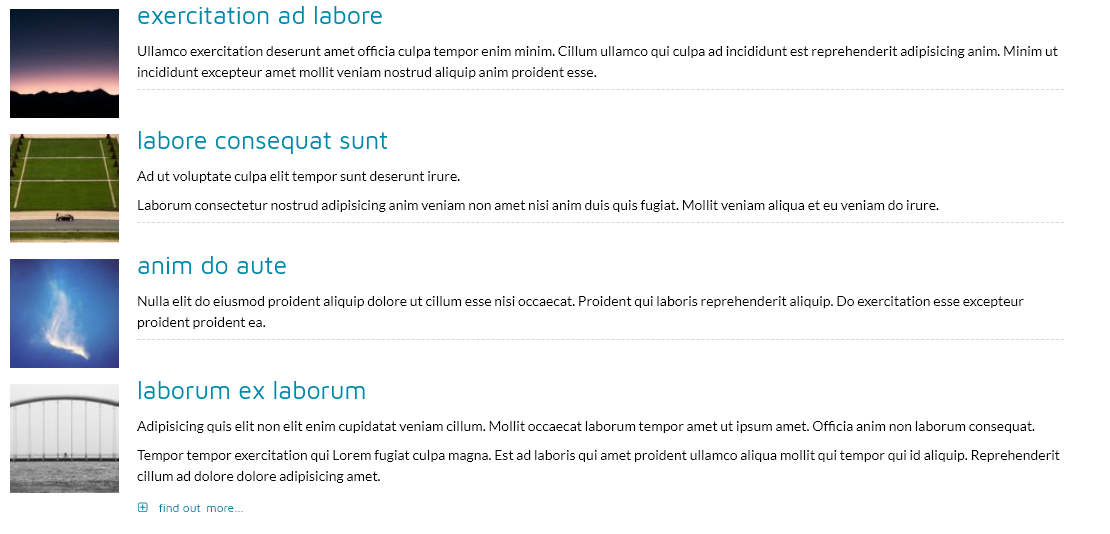 exercitation ad labore
Ullamco exercitation deserunt amet officia culpa tempor enim minim. Cillum ullamco qui culpa ad incididunt est reprehenderit adipisicing anim. Minim ut
incididunt excepteur amet mollit veniam nostrud aliquip anim proident esse.
labore consequat sunt
Ad ut voluptate culpa elit tempor sunt deserunt irure.
Laborum consectetur nostrud adipisicing anim veniam non amet nisi anim duis quis fugiat. Mollit veniam aliqua et eu veniam do irure.
anim do aute
Nulla elit do eiusmod proident aliquip dolore ut cillum esse nisi occaecat. Proident qui laboris reprehenderit aliquip. Do exercitation esse excepteur
proident proident ea.
laborum ex laborum
Adipisicing quis elit non elit enim cupidatat veniam cillum. Mollit occaecat laborum tempor amet ut ipsum amet. Officia anim non laborum consequat.
Tempor tempor exercitation qui Lorem fugiat culpa magna. Est ad laboris qui amet proident ullamco aliqua mollit qui tempor qui id aliquip. Reprehenderit
cillum ad dolore dolore adipisicing amet.
find out more...